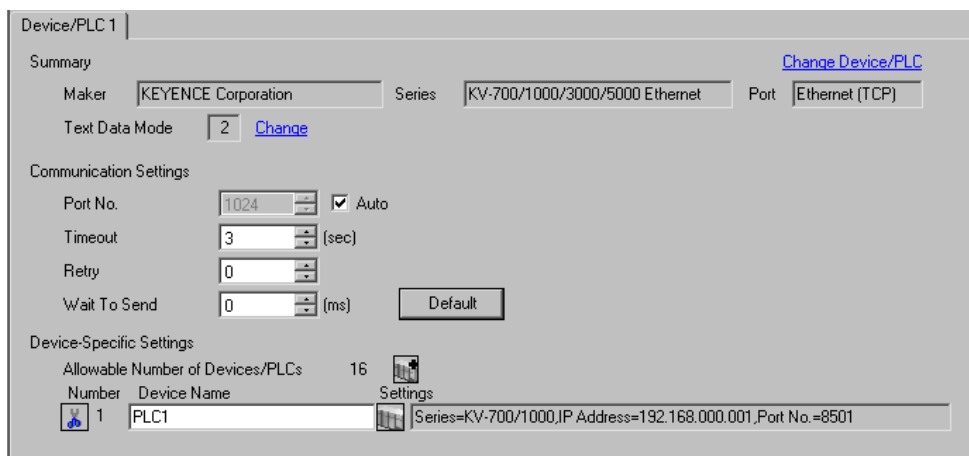 Device/PLC 1
Summary Change Device/PLC
Maker KEYENCE Corporation Series KV-700/1000/3000/5000 Ethernet Port Ethernet (TCP)
Text Data Mode 2 Change
Communication Settings
Port No. 1024 Auto
Timeout 3 (sec)
Retry 0
Wait To Send 0 (ms) Default
Device-Specific Settings
Allowable Number of Devices/PLCs 16
Number Device Name Settings
1 PLC1 Series=KV-700/1000,IP Address=192.168.000.001,Port No.=8501